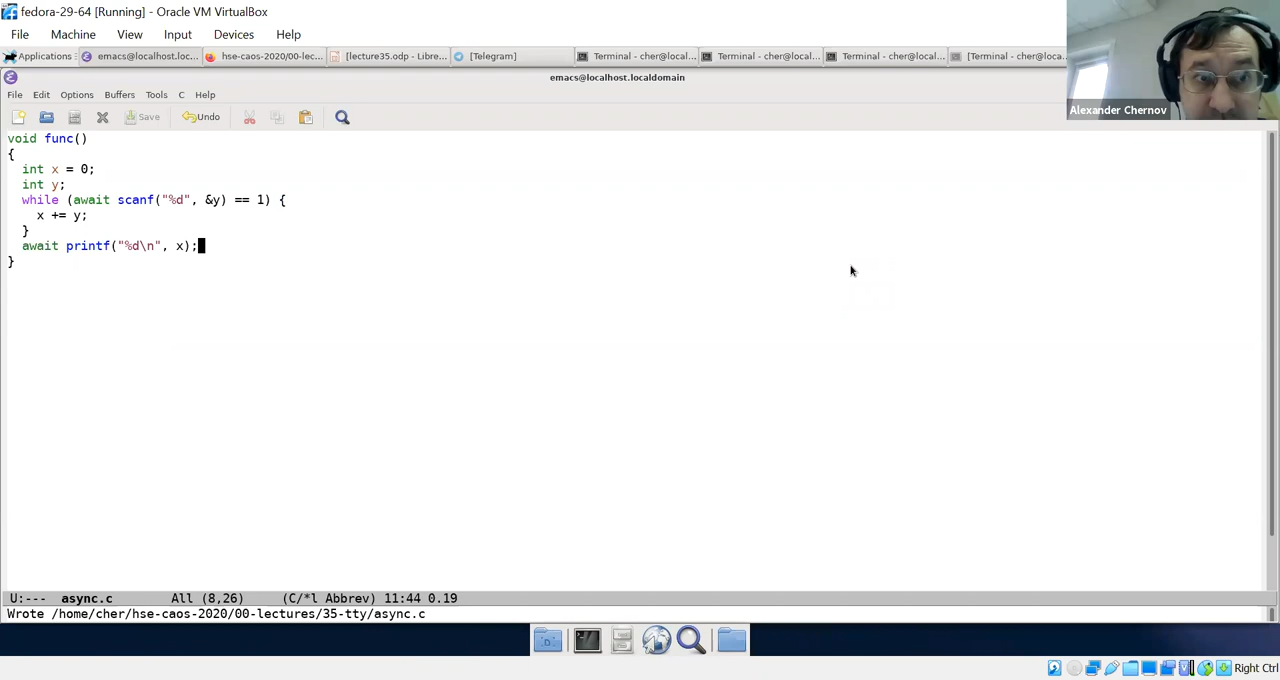 fedora-29-64 [Running] - Oracle VM VirtualBox
File Machine View Input Devices Help
Applications emacs@localhost.loc... hse-caos-2020/00-lec... [lecture35.odp - Libre... [Telegram] Terminal - cher@local... Terminal - cher@local... Terminal - cher@local... [Terminal - cher@loca...
emacs@localhost.localdomain
File Edit Options Buffers Tools C Help
Save Undo
Alexander Chernov
void func()
{
int x = 0;
int y;
while (await scanf("%d", &y) == 1) {
x += y;
}
await printf("%d\n", x);
}
U:--- async.c All (8,26) (C/*l Abbrev) 11:44 0.19
Wrote /home/cher/hse-caos-2020/00-lectures/35-tty/async.c
Right Ctrl